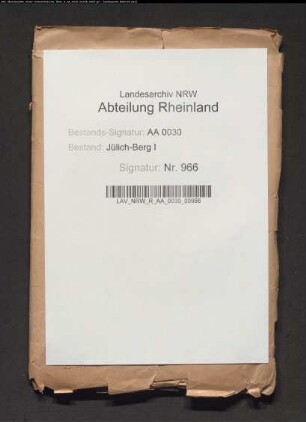 Landesarchiv NRW
Abteilung Rheinland
Bestands-Signatur: AA 0030
Bestand: Jülich-Berg I
Signatur: Nr. 966
LAV_NRW_R_AA_0030_00966